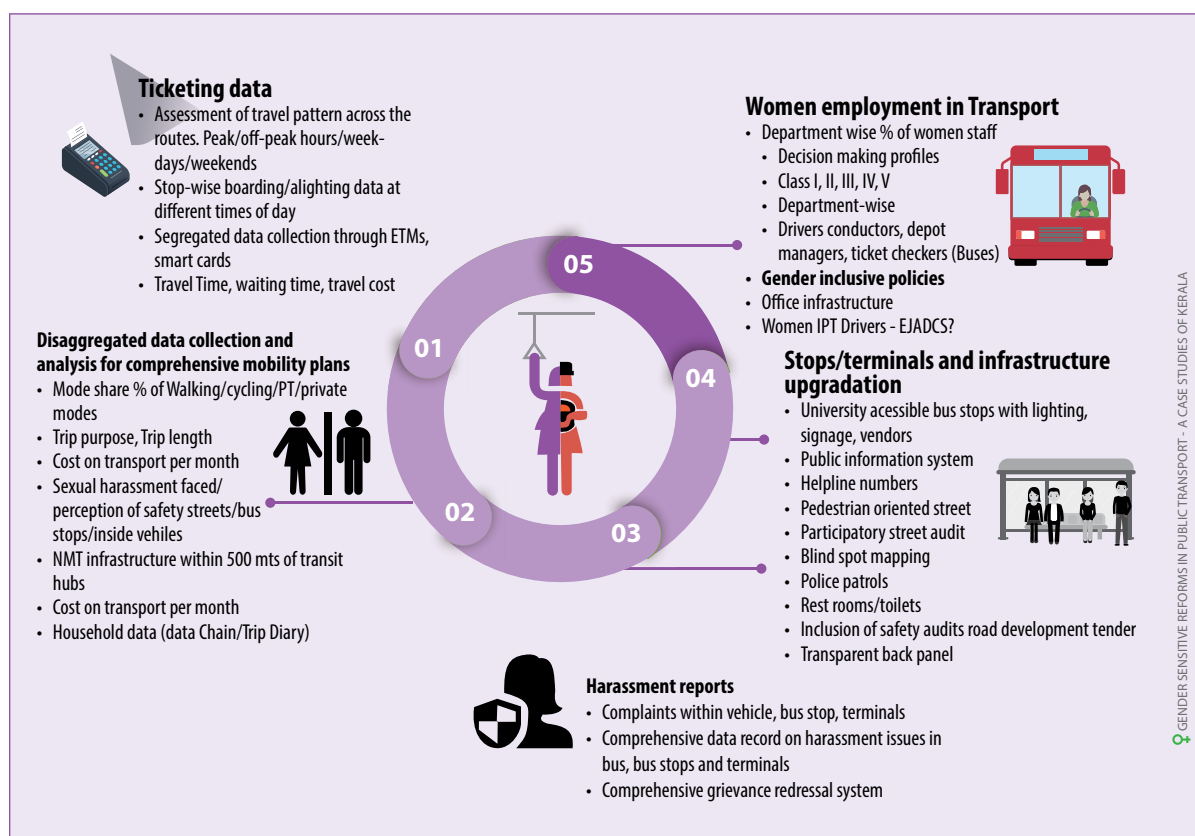 Ticketing data
• Assessment of travel pattern across the
routes. Peak/off-peak hours/week-
days/weekends
• Stop-wise boarding/alighting data at
different times of day
• Segregated data collection through ETMs,
smart cards
• Travel Time, waiting time, travel cost
Disaggregated data collection and
analysis for comprehensive mobility plans
• Mode share % of Walking/cycling/PT/private
modes
• Trip purpose, Trip length
• Cost on transport per month
• Sexual harassment faced/
perception of safety streets/bus
stops/inside vehiles
• NMT infrastructure within 500 mts of transit
hubs
• Cost on transport per month
• Household data (data Chain/Trip Diary)
01
02
03
04
05
Women employment in Transport
• Department wise % of women staff
• Decision making profiles
• Class I, II, III, IV, V
• Department-wise
• Drivers conductors, depot
managers, ticket checkers (Buses)
• Gender inclusive policies
• Office infrastructure
• Women IPT Drivers - EJADCS?
Stops/terminals and infrastructure
upgradation
• University acessible bus stops with lighting,
signage, vendors
• Public information system
• Helpline numbers
• Pedestrian oriented street
• Participatory street audit
• Blind spot mapping
• Police patrols
• Rest rooms/toilets
• Inclusion of safety audits road development tender
• Transparent back panel
Harassment reports
• Complaints within vehicle, bus stop, terminals
• Comprehensive data record on harassment issues in
bus, bus stops and terminals
• Comprehensive grievance redressal system
GENDER SENSITIVE REFORMS IN PUBLIC TRANSPORT - A CASE STUDIES OF KERALA